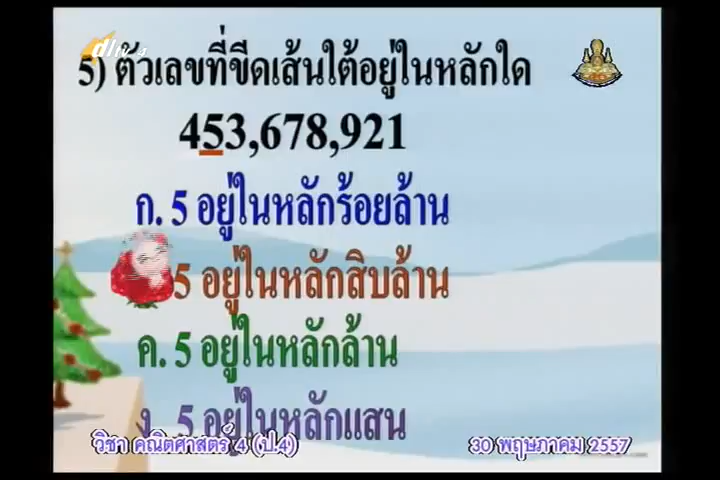 dltv 4
5) ตัวเลขที่ขีดเส้นใต้อยู่ในหลักใด
453,678,921
ก. 5 อยู่ในหลักร้อยล้าน
5 อยู่ในหลักสิบล้าน
ค. 5 อยู่ในหลักล้าน
ง. 5 อยู่ในหลักแสน
วิชา คณิตศาสตร์ 4 (ป.4)
30 พฤษภาคม 2557